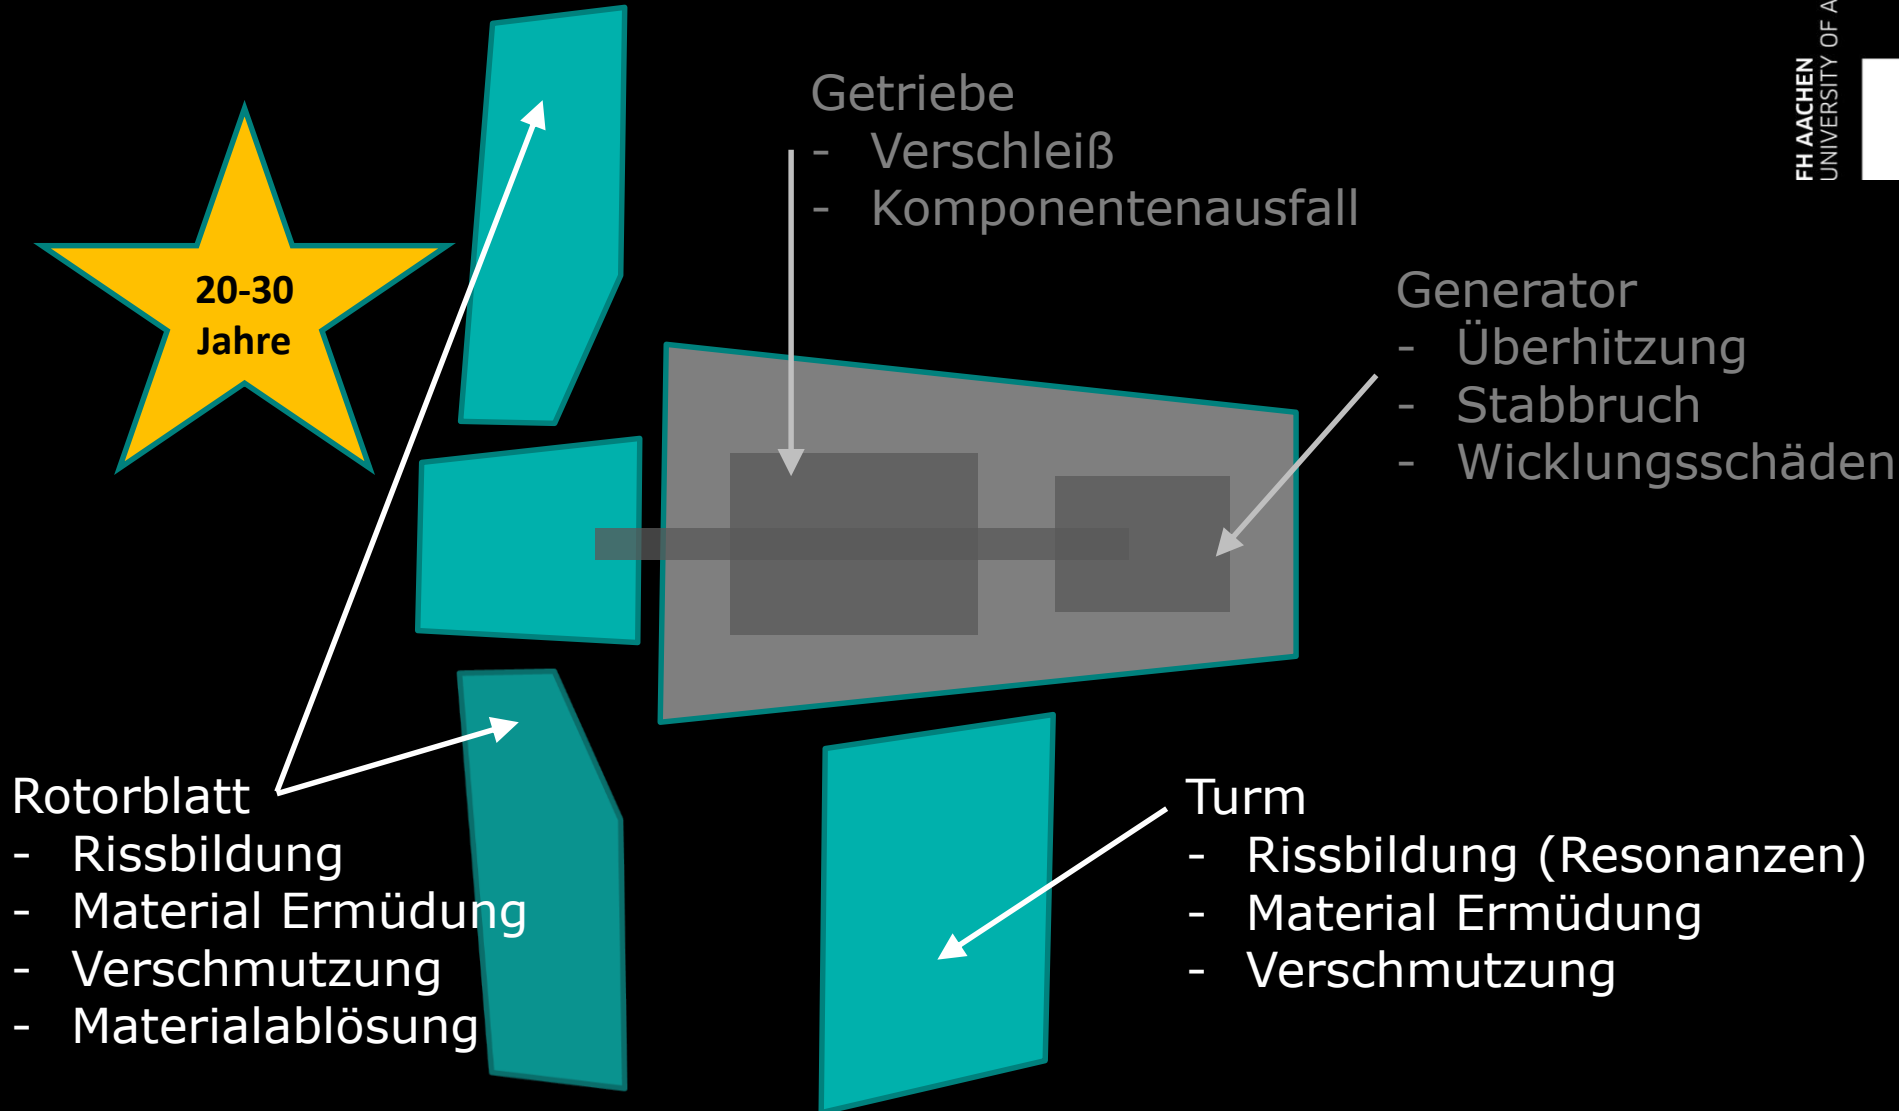 FH AACHEN
UNIVERSITY OF
20-30
Jahre
Getriebe
- Verschleiß
- Komponentenausfall
Generator
- Überhitzung
- Stabbruch
- Wicklungsschäden
Rotorblatt
- Rissbildung
- Material Ermüdung
- Verschmutzung
- Materialablösung
Turm
- Rissbildung (Resonanzen)
- Material Ermüdung
- Verschmutzung